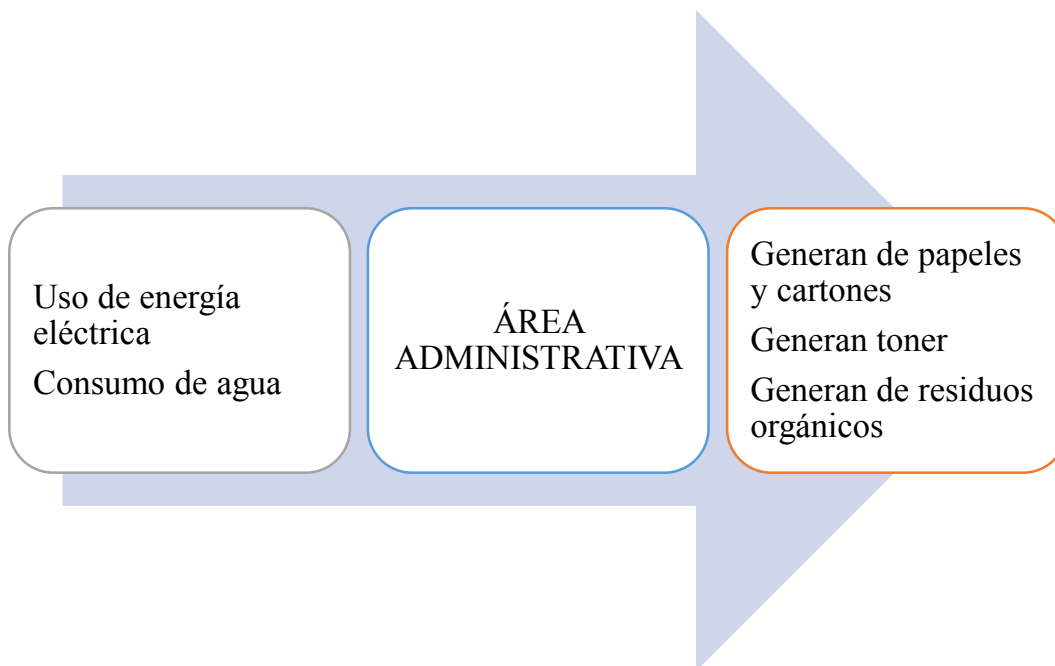 Uso de energía
eléctrica
Consumo de agua
ÁREA
ADMINISTRATIVA
Generan de papeles
y cartones
Generan toner
Generan de residuos
orgánicos